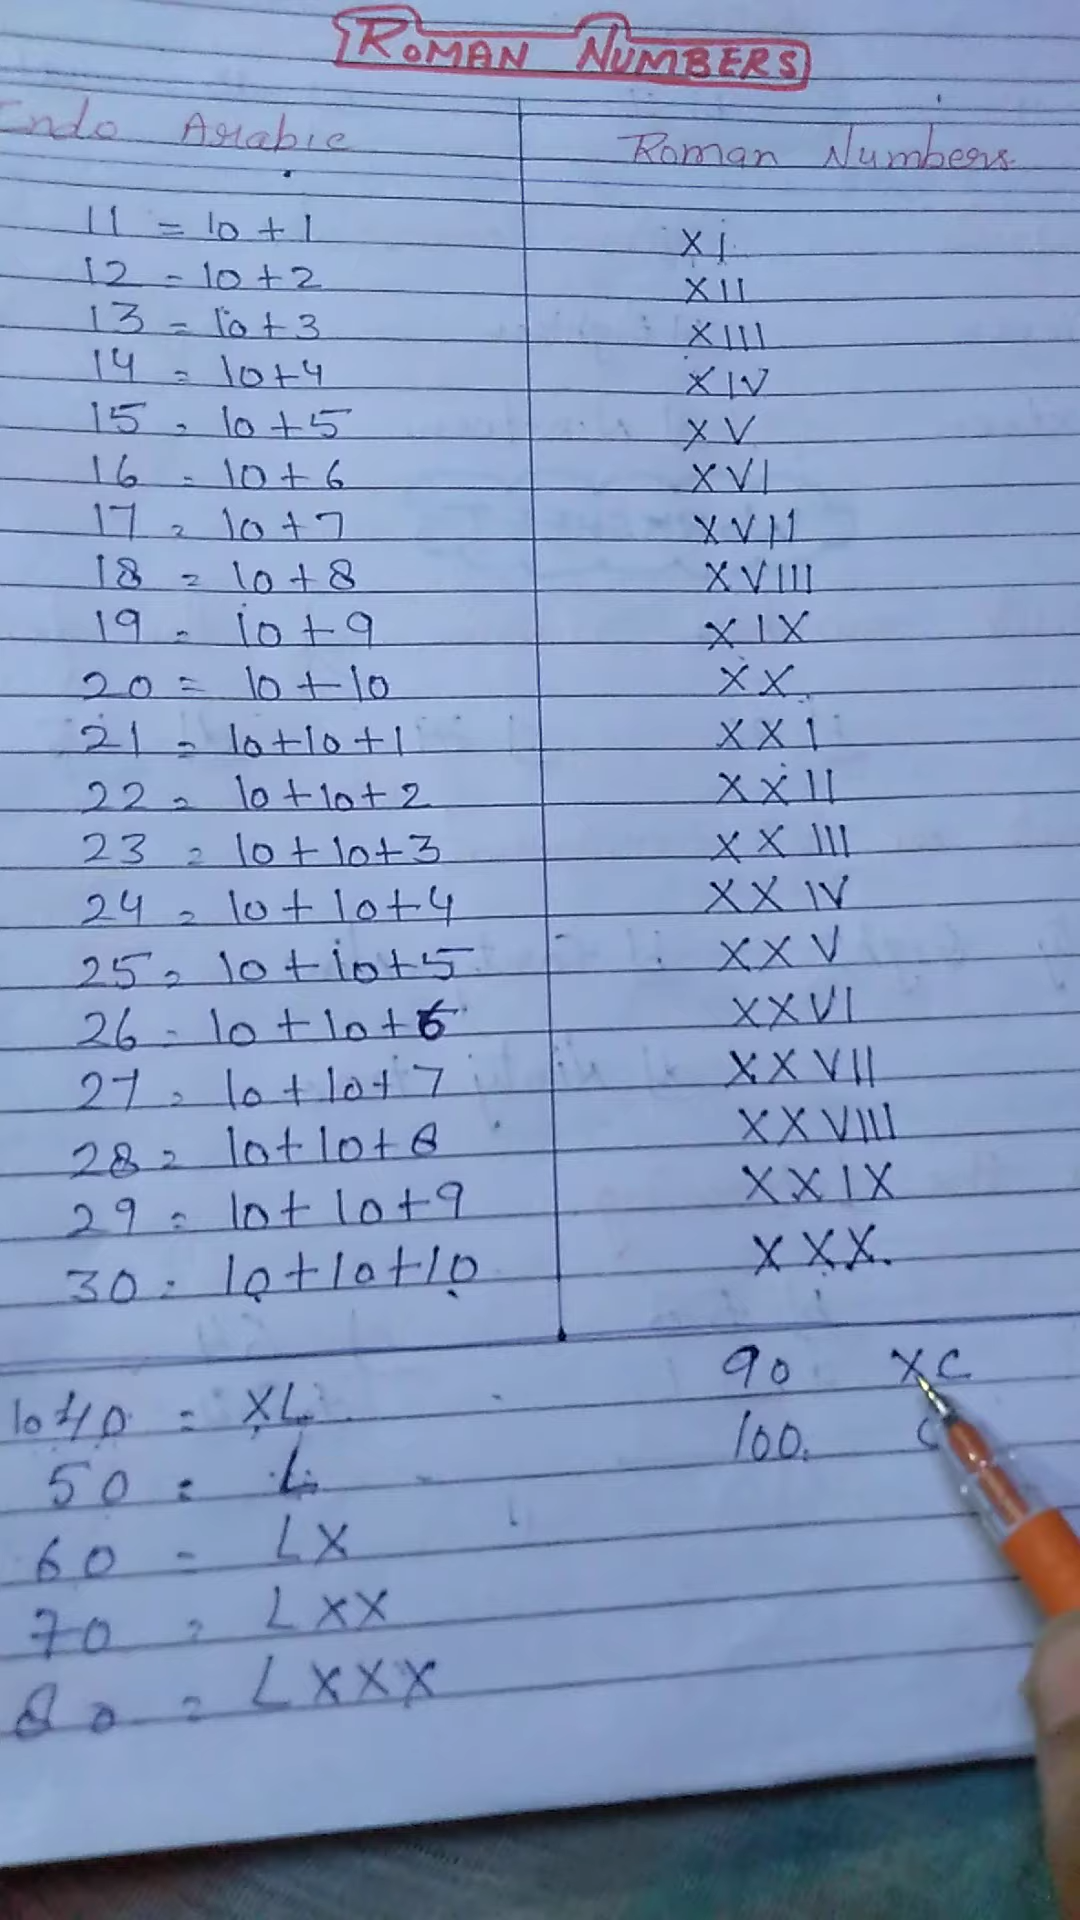 ROMAN NUMBERS
Endo Arabic Roman Numbers
11 = 10 + 1 XI
12 = 10 + 2 XII
13 = 10 + 3 XIII
14 = 10 + 4 XIV
15 = 10 + 5 XV
16 = 10 + 6 XVI
17 = 10 + 7 XVII
18 = 10 + 8 XVIII
19 = 10 + 9 XIX
20 = 10 + 10 XX.
21 = 10 + 10 + 1 XXI
22 = 10 + 10 + 2 XXII
23 = 10 + 10 + 3 XXIII
24 = 10 + 10 + 4 XXIV
25 = 10 + 10 + 5 XXV
26 = 10 + 10 + 6 XXVI
27 = 10 + 10 + 7 XXVII
28 = 10 + 10 + 8 XXVIII
29 = 10 + 10 + 9 XXIX
30 = 10 + 10 + 10 XXX.
90 XC
40 = XL
100. C
50 = L
60 = LX
70 = LXX
80 = LXXX